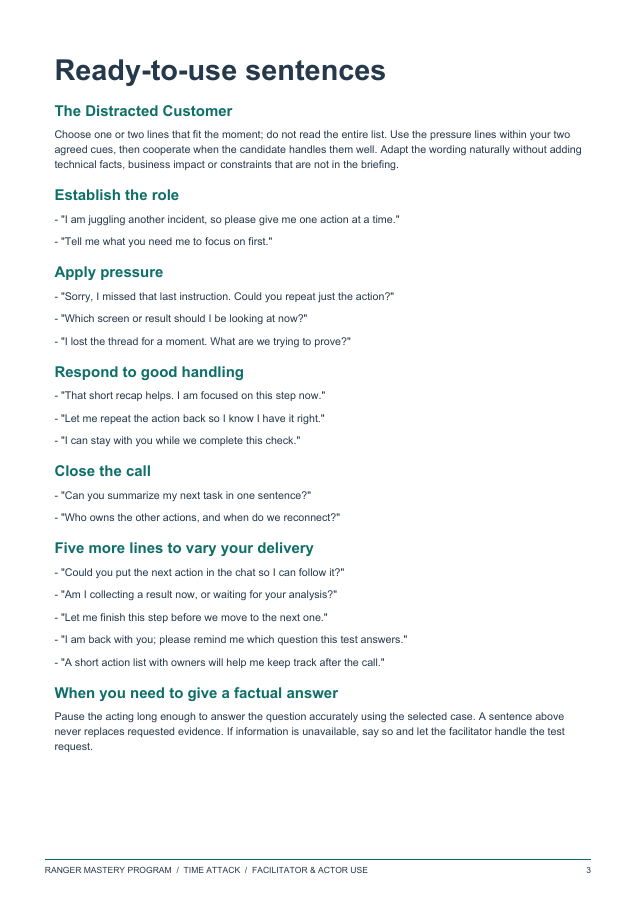 Ready-to-use sentences
The Distracted Customer
Choose one or two lines that fit the moment; do not read the entire list. Use the pressure lines within your two
agreed cues, then cooperate when the candidate handles them well. Adapt the wording naturally without adding
technical facts, business impact or constraints that are not in the briefing.
Establish the role
- "I am juggling another incident, so please give me one action at a time."
- "Tell me what you need me to focus on first."
Apply pressure
- "Sorry, I missed that last instruction. Could you repeat just the action?"
- "Which screen or result should I be looking at now?"
- "I lost the thread for a moment. What are we trying to prove?"
Respond to good handling
- "That short recap helps. I am focused on this step now."
- "Let me repeat the action back so I know I have it right."
- "I can stay with you while we complete this check."
Close the call
- "Can you summarize my next task in one sentence?"
- "Who owns the other actions, and when do we reconnect?"
Five more lines to vary your delivery
- "Could you put the next action in the chat so I can follow it?"
- "Am I collecting a result now, or waiting for your analysis?"
- "Let me finish this step before we move to the next one."
- "I am back with you; please remind me which question this test answers."
- "A short action list with owners will help me keep track after the call."
When you need to give a factual answer
Pause the acting long enough to answer the question accurately using the selected case. A sentence above
never replaces requested evidence. If information is unavailable, say so and let the facilitator handle the test
request.
RANGER MASTERY PROGRAM / TIME ATTACK / FACILITATOR & ACTOR USE 3